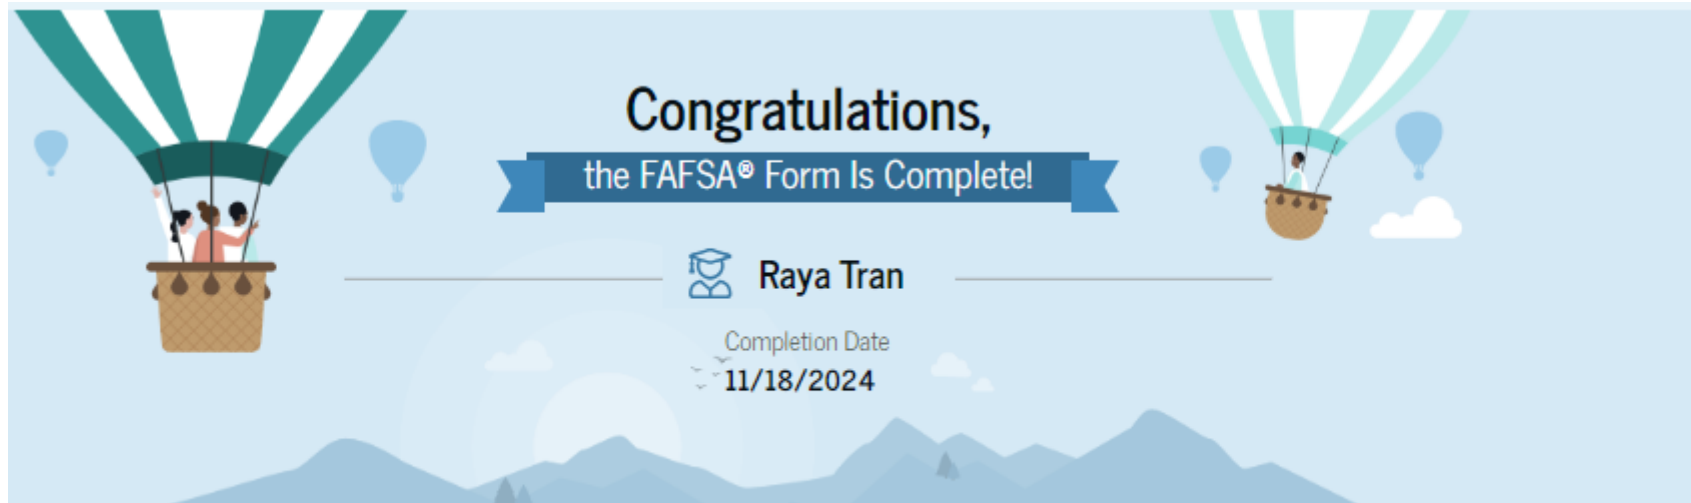 Congratulations,
the FAFSA® Form Is Complete!
Raya Tran
Completion Date
11/18/2024